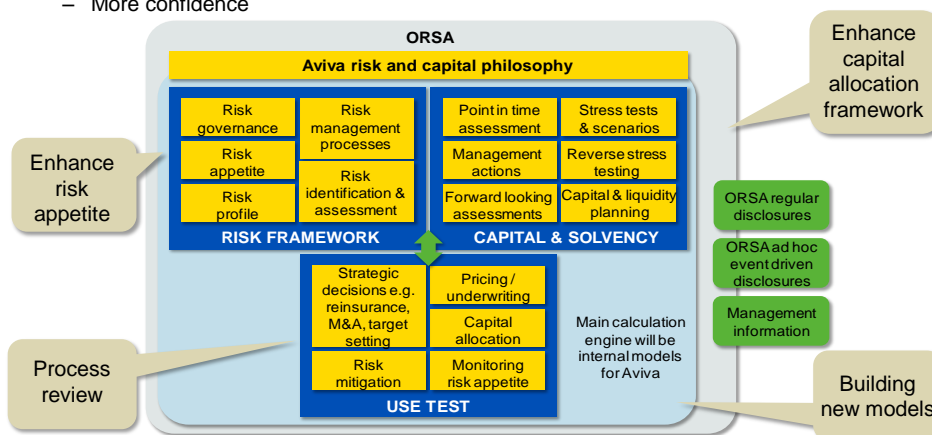 – More confidence
ORSA
Aviva risk and capital philosophy
Enhance
capital
allocation
framework
Risk
governance
Risk
appetite
Risk
profile
Risk
management
processes
Risk
identification &
assessment
RISK FRAMEWORK
Point in time
assessment
Stress tests
& scenarios
Management
actions
Reverse stress
testing
Forward looking
assessments
Capital & liquidity
planning
CAPITAL & SOLVENCY
Enhance
risk
appetite
ORSA regular
disclosures
ORSA ad hoc
event driven
disclosures
Management
information
Strategic
decisions e.g.
reinsurance,
M&A, target
setting
Pricing /
underwriting
Capital
allocation
Risk
mitigation
Monitoring
risk appetite
USE TEST
Main calculation
engine will be
internal models
for Aviva
Process
review
Building
new models